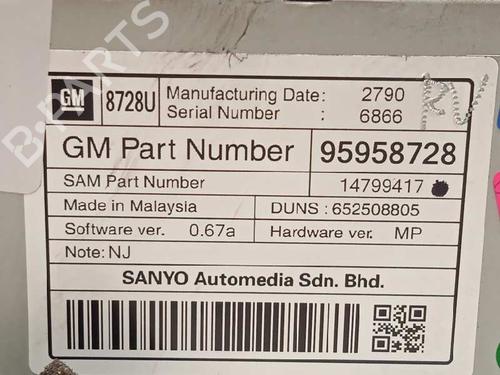 GM 8728U Manufacturing Date: 2790
Serial Number : 6866
GM Part Number 95958728
SAM Part Number 14799417
Made in Malaysia DUNS : 652508805
Software ver. 0.67a Hardware ver. MP
Note: NJ
SANYO Automedia Sdn. Bhd.
B-PARTS